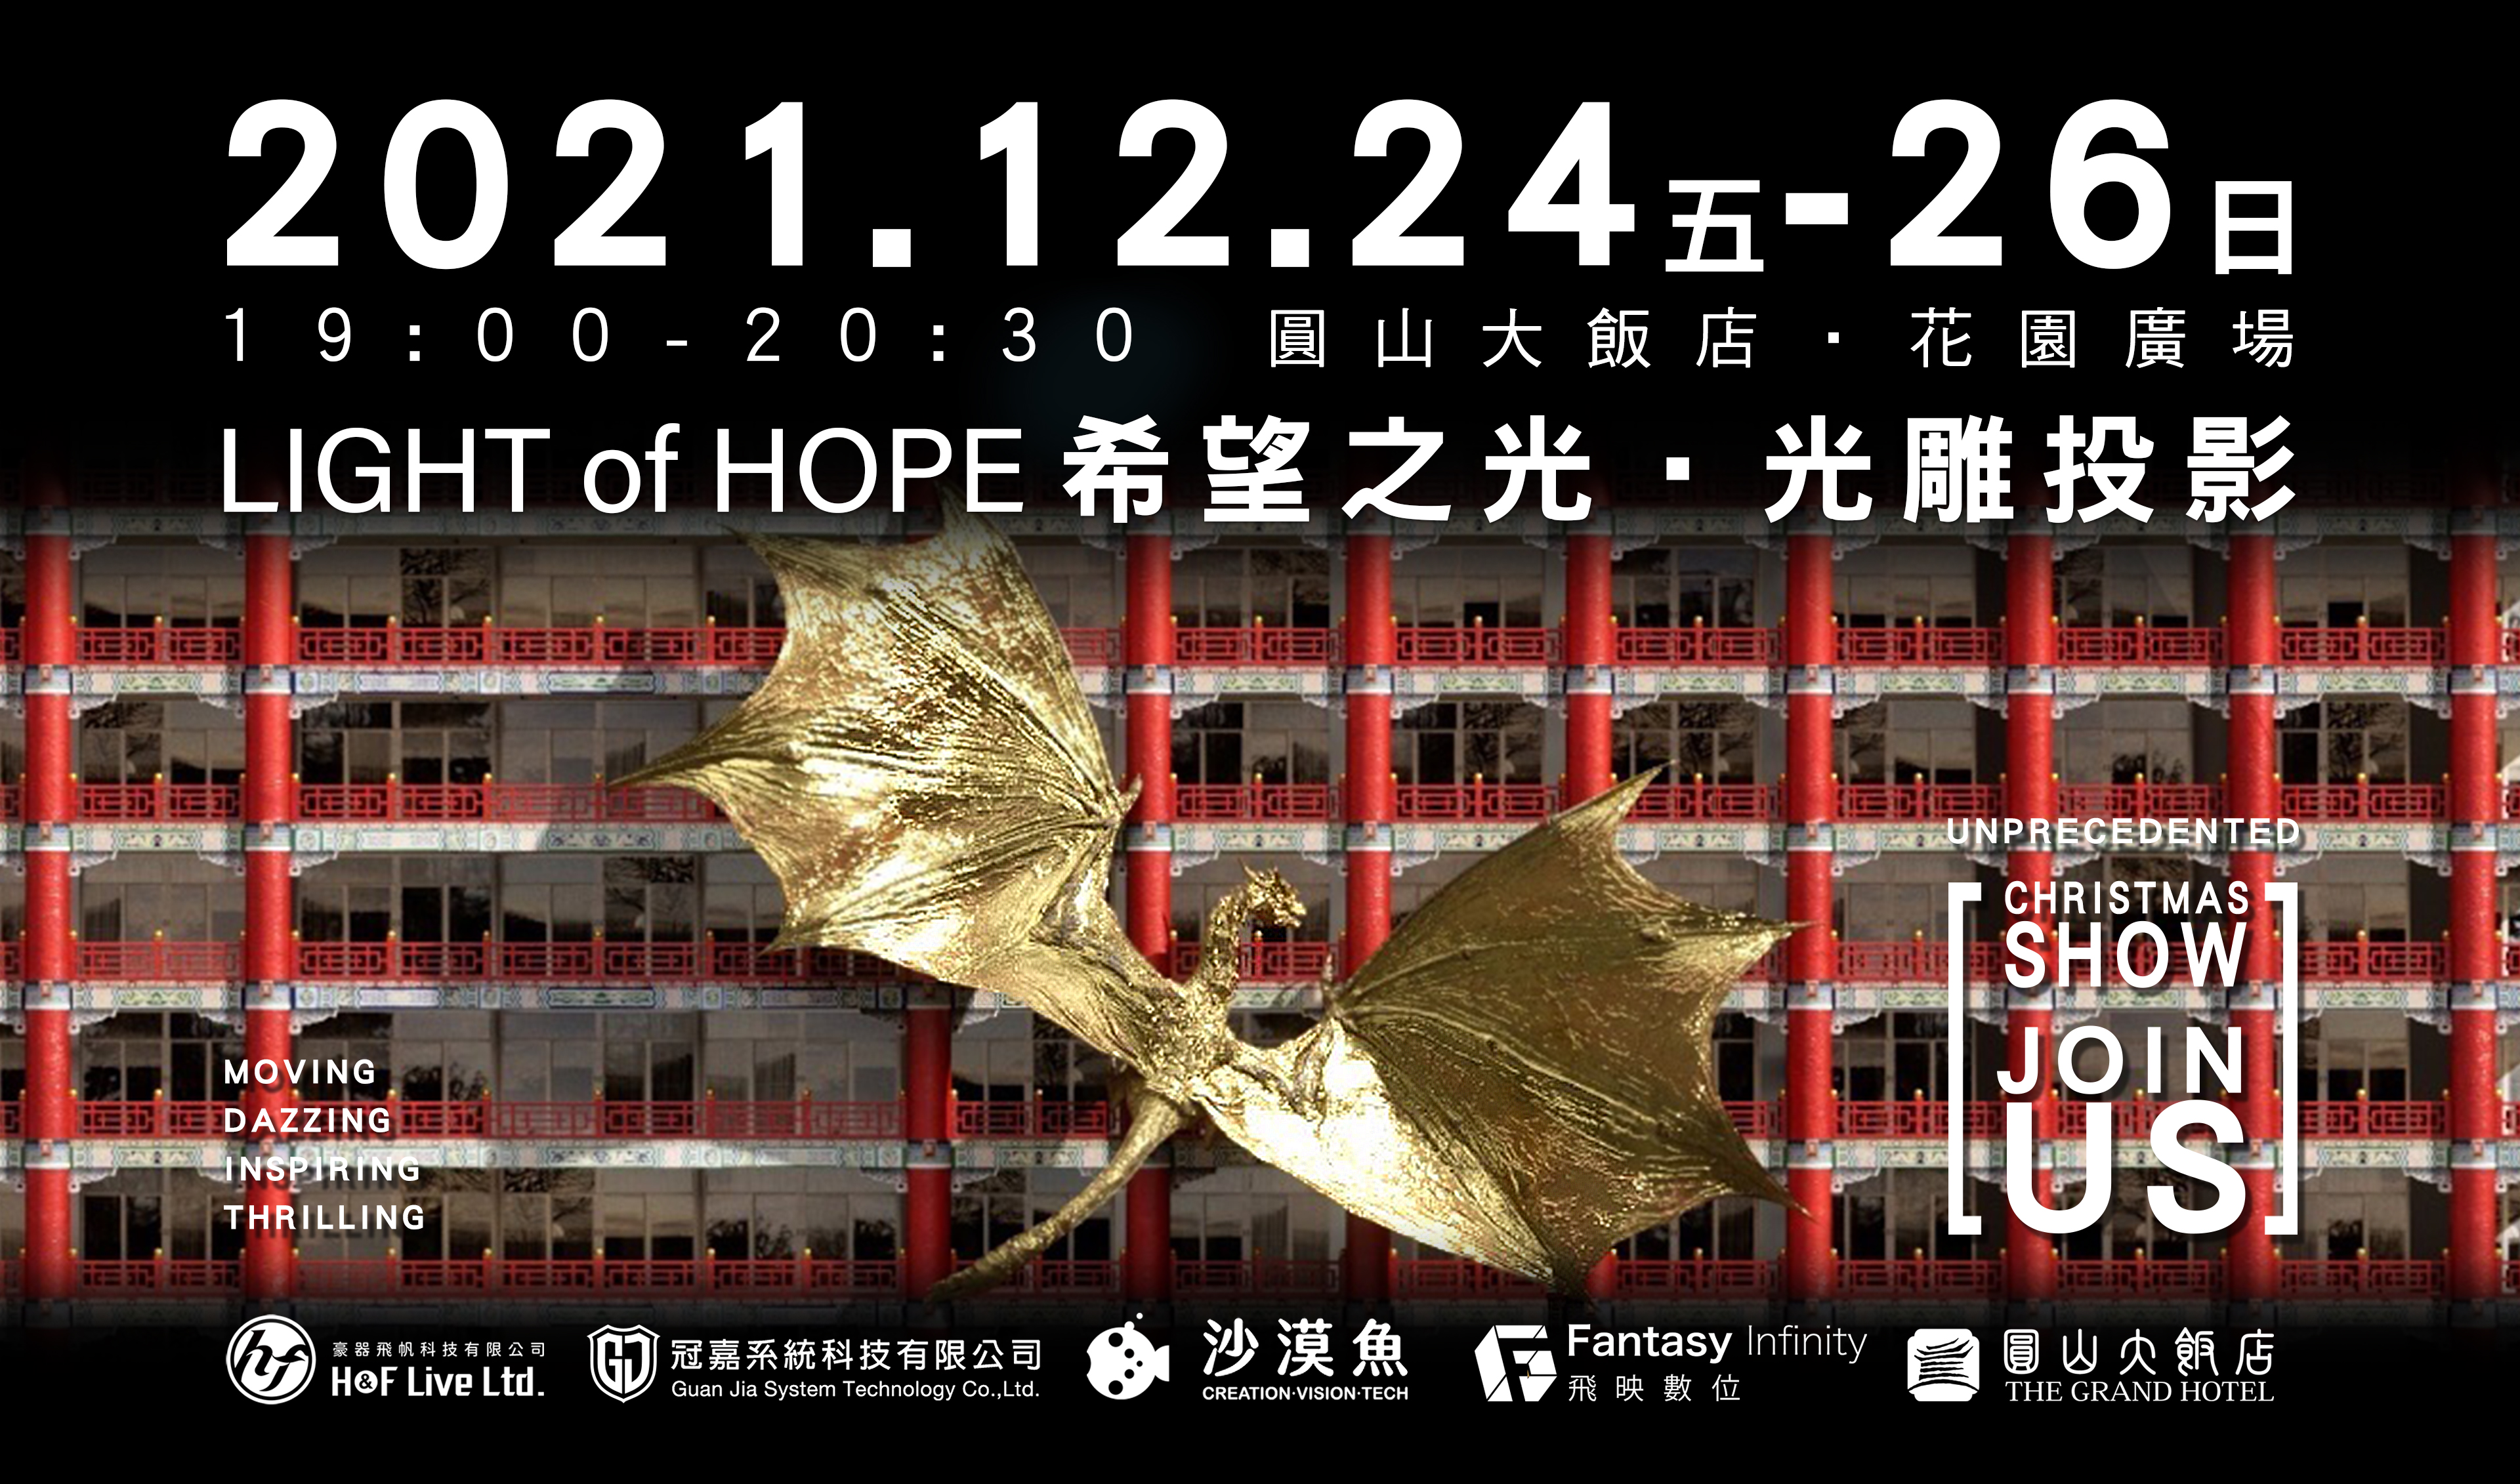 2021.12.24五-26日
19:00-20:30 圓山大飯店·花園廣場
LIGHT of HOPE 希望之光·光雕投影
UNPRECEDENTED
CHRISTMAS
SHOW
JOIN
US
MOVING
DAZZING
INSPIRING
THRILLING
hf 豪器飛帆科技有限公司
H&F Live Ltd.
GJ 冠嘉系統科技有限公司
Guan Jia System Technology Co.,Ltd.
沙漠魚
CREATION·VISION·TECH
Fantasy Infinity
飛映數位
圓山大飯店
THE GRAND HOTEL